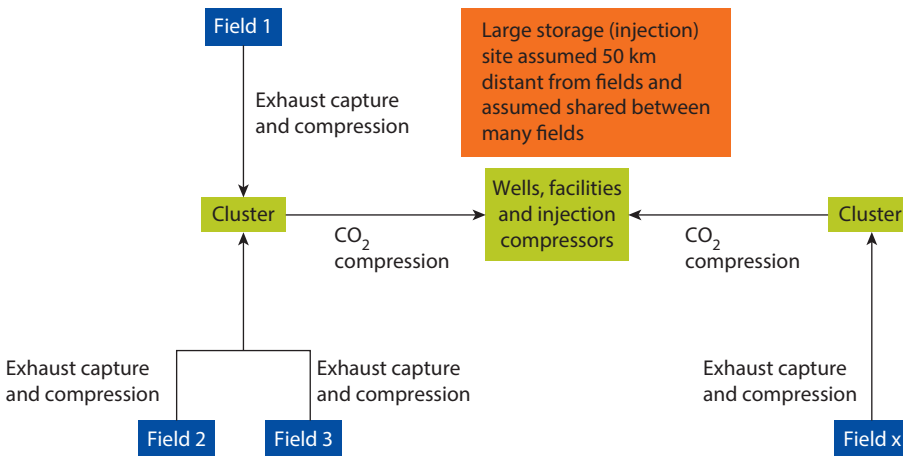 Field 1
Large storage (injection)
site assumed 50 km
distant from fields and
assumed shared between
many fields
Exhaust capture
and compression
Cluster
Wells, facilities
and injection
compressors
Cluster
CO₂
compression
CO₂
compression
Exhaust capture
and compression
Exhaust capture
and compression
Exhaust capture
and compression
Field 2
Field 3
Field x